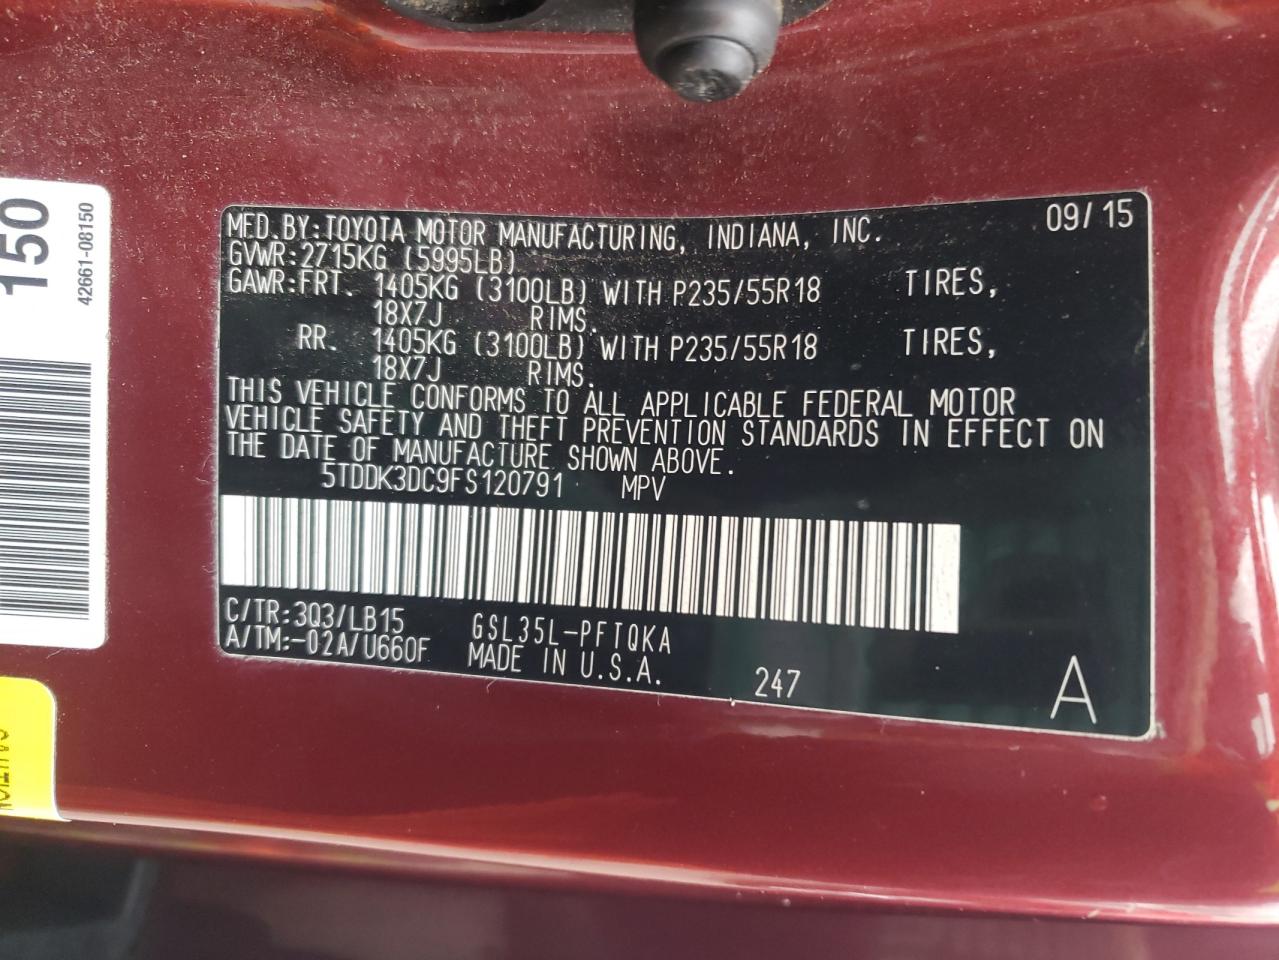 150
42661-08150
MFD.BY:TOYOTA MOTOR MANUFACTURING, INDIANA, INC. 09/15
GVWR:2715KG (5995LB)
GAWR:FRT. 1405KG (3100LB) WITH P235/55R18 TIRES,
18X7J RIMS.
RR. 1405KG (3100LB) WITH P235/55R18 TIRES,
18X7J RIMS.
THIS VEHICLE CONFORMS TO ALL APPLICABLE FEDERAL MOTOR
VEHICLE SAFETY AND THEFT PREVENTION STANDARDS IN EFFECT ON
THE DATE OF MANUFACTURE SHOWN ABOVE.
5TDDK3DC9FS120791 MPV
C/TR:3Q3/LB15 GSL35L-PFTQKA
A/TM:-02A/U660F MADE IN U.S.A. 247 A